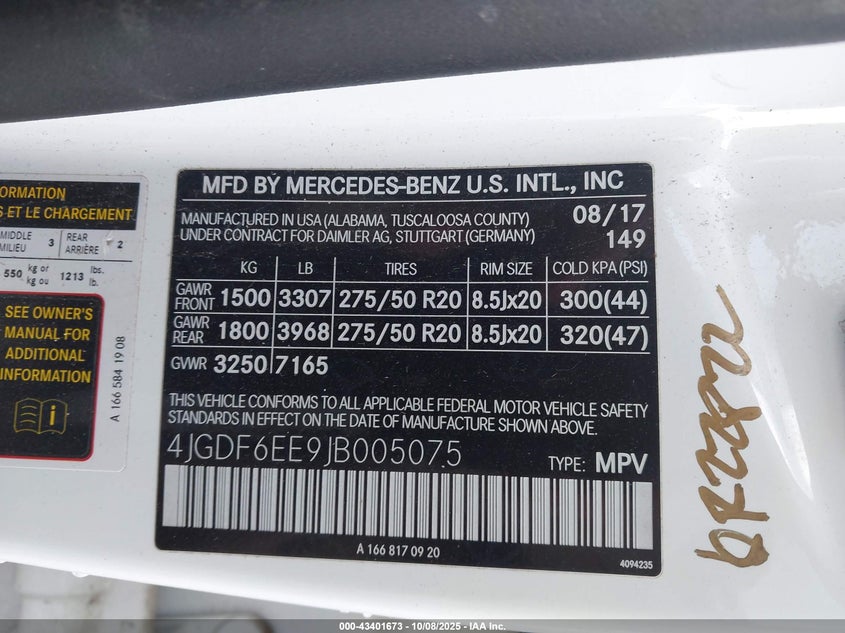 ORMATION
S ET LE CHARGEMENT
MIDDLE MILIEU 3 REAR ARRIÈRE 2
550 kg or kg ou 1213 lbs. lb.
SEE OWNER'S
MANUAL FOR
ADDITIONAL
INFORMATION
A 166 584 19 08
MFD BY MERCEDES-BENZ U.S. INTL., INC
MANUFACTURED IN USA (ALABAMA, TUSCALOOSA COUNTY) 08/17
UNDER CONTRACT FOR DAIMLER AG, STUTTGART (GERMANY) 149
KG LB TIRES RIM SIZE COLD KPA (PSI)
GAWR FRONT 1500 3307 275/50 R20 8.5Jx20 300(44)
GAWR REAR 1800 3968 275/50 R20 8.5Jx20 320(47)
GVWR 3250 7165
THIS VEHICLE CONFORMS TO ALL APPLICABLE FEDERAL MOTOR VEHICLE SAFETY
STANDARDS IN EFFECT ON THE DATE OF MANUFACTURE SHOWN ABOVE.
4JGDF6EE9JB005075 TYPE: MPV
A 166 817 09 20
4094235
000-43401673 - 10/08/2025 - IAA Inc.